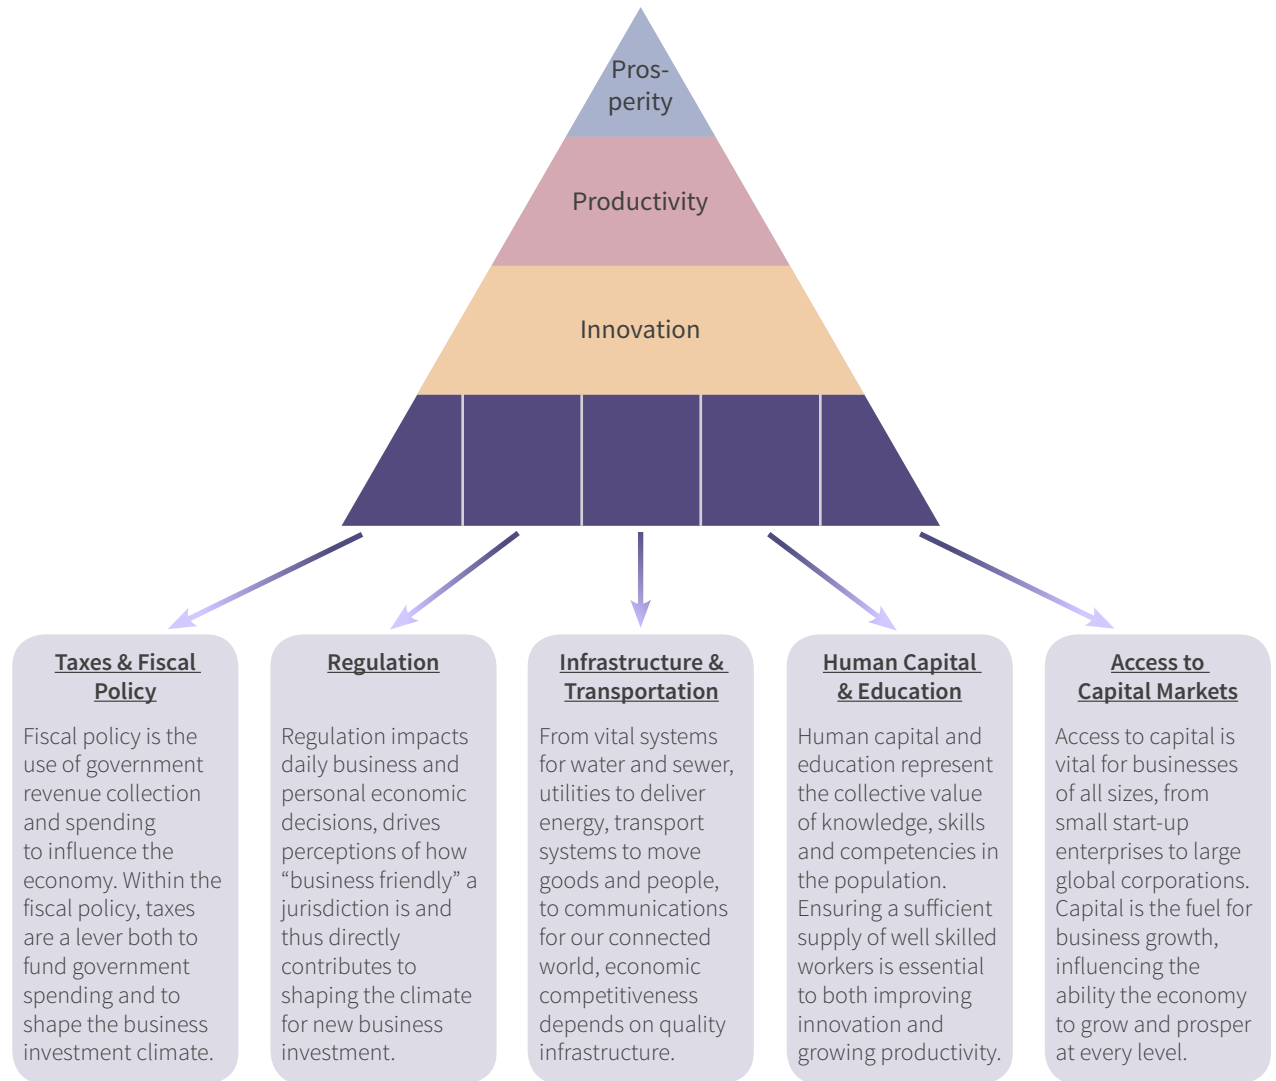 Pros-
perity
Productivity
Innovation
Taxes & Fiscal
Policy
Fiscal policy is the
use of government
revenue collection
and spending
to influence the
economy. Within the
fiscal policy, taxes
are a lever both to
fund government
spending and to
shape the business
investment climate.
Regulation
Regulation impacts
daily business and
personal economic
decisions, drives
perceptions of how
“business friendly” a
jurisdiction is and
thus directly
contributes to
shaping the climate
for new business
investment.
Infrastructure &
Transportation
From vital systems
for water and sewer,
utilities to deliver
energy, transport
systems to move
goods and people,
to communications
for our connected
world, economic
competitiveness
depends on quality
infrastructure.
Human Capital
& Education
Human capital and
education represent
the collective value
of knowledge, skills
and competencies in
the population.
Ensuring a sufficient
supply of well skilled
workers is essential
to both improving
innovation and
growing productivity.
Access to
Capital Markets
Access to capital is
vital for businesses
of all sizes, from
small start-up
enterprises to large
global corporations.
Capital is the fuel for
business growth,
influencing the
ability the economy
to grow and prosper
at every level.